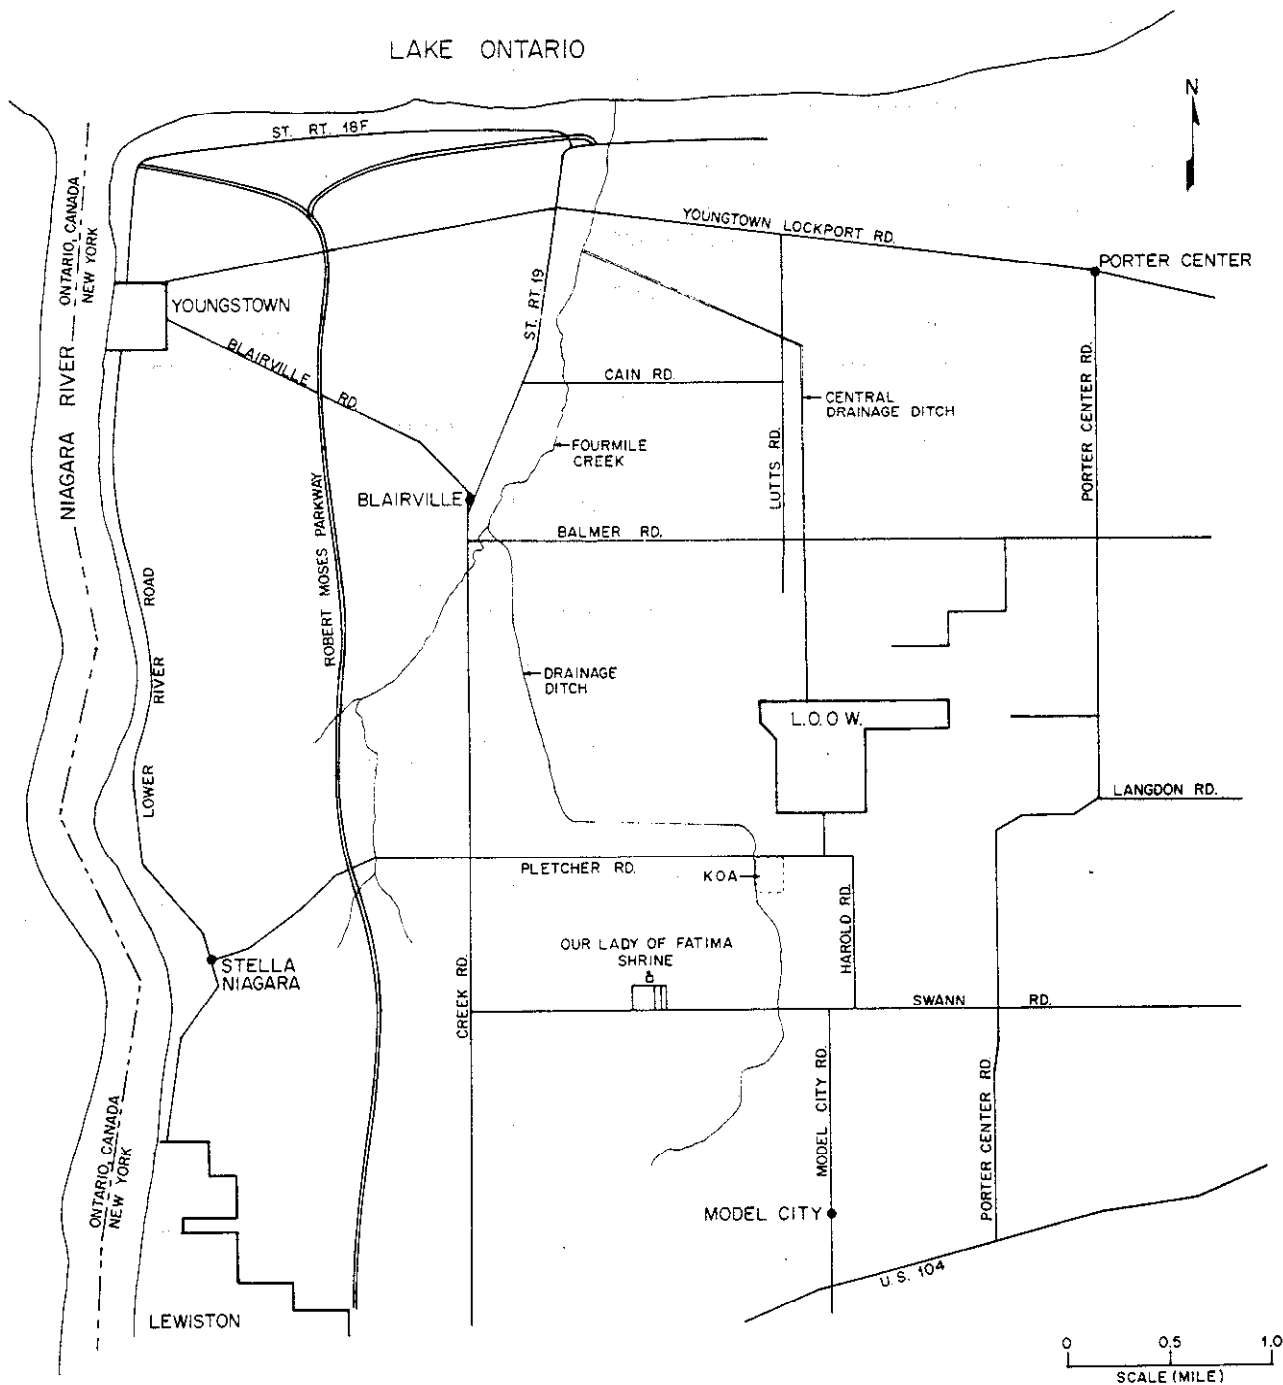 LAKE ONTARIO
N
ST. RT. 18F
ONTARIO, CANADA
NEW YORK
YOUNGTOWN LOCKPORT RD.
PORTER CENTER
YOUNGSTOWN
ST. RT. 19
BLAIRVILLE RD.
CAIN RD.
CENTRAL
DRAINAGE DITCH
PORTER CENTER RD.
NIAGARA RIVER
FOURMILE
CREEK
LUTTS RD.
BLAIRVILLE
ROBERT MOSES PARKWAY
BALMER RD.
LOWER RIVER ROAD
DRAINAGE
DITCH
L.O.O W.
LANGDON RD.
PLETCHER RD.
KOA
HAROLD RD.
OUR LADY OF FATIMA
SHRINE
STELLA
NIAGARA
CREEK RD.
SWANN RD.
MODEL CITY RD.
PORTER CENTER RD.
ONTARIO, CANADA
NEW YORK
MODEL CITY
U.S. 104
LEWISTON
0 0.5 1.0
SCALE (MILE)